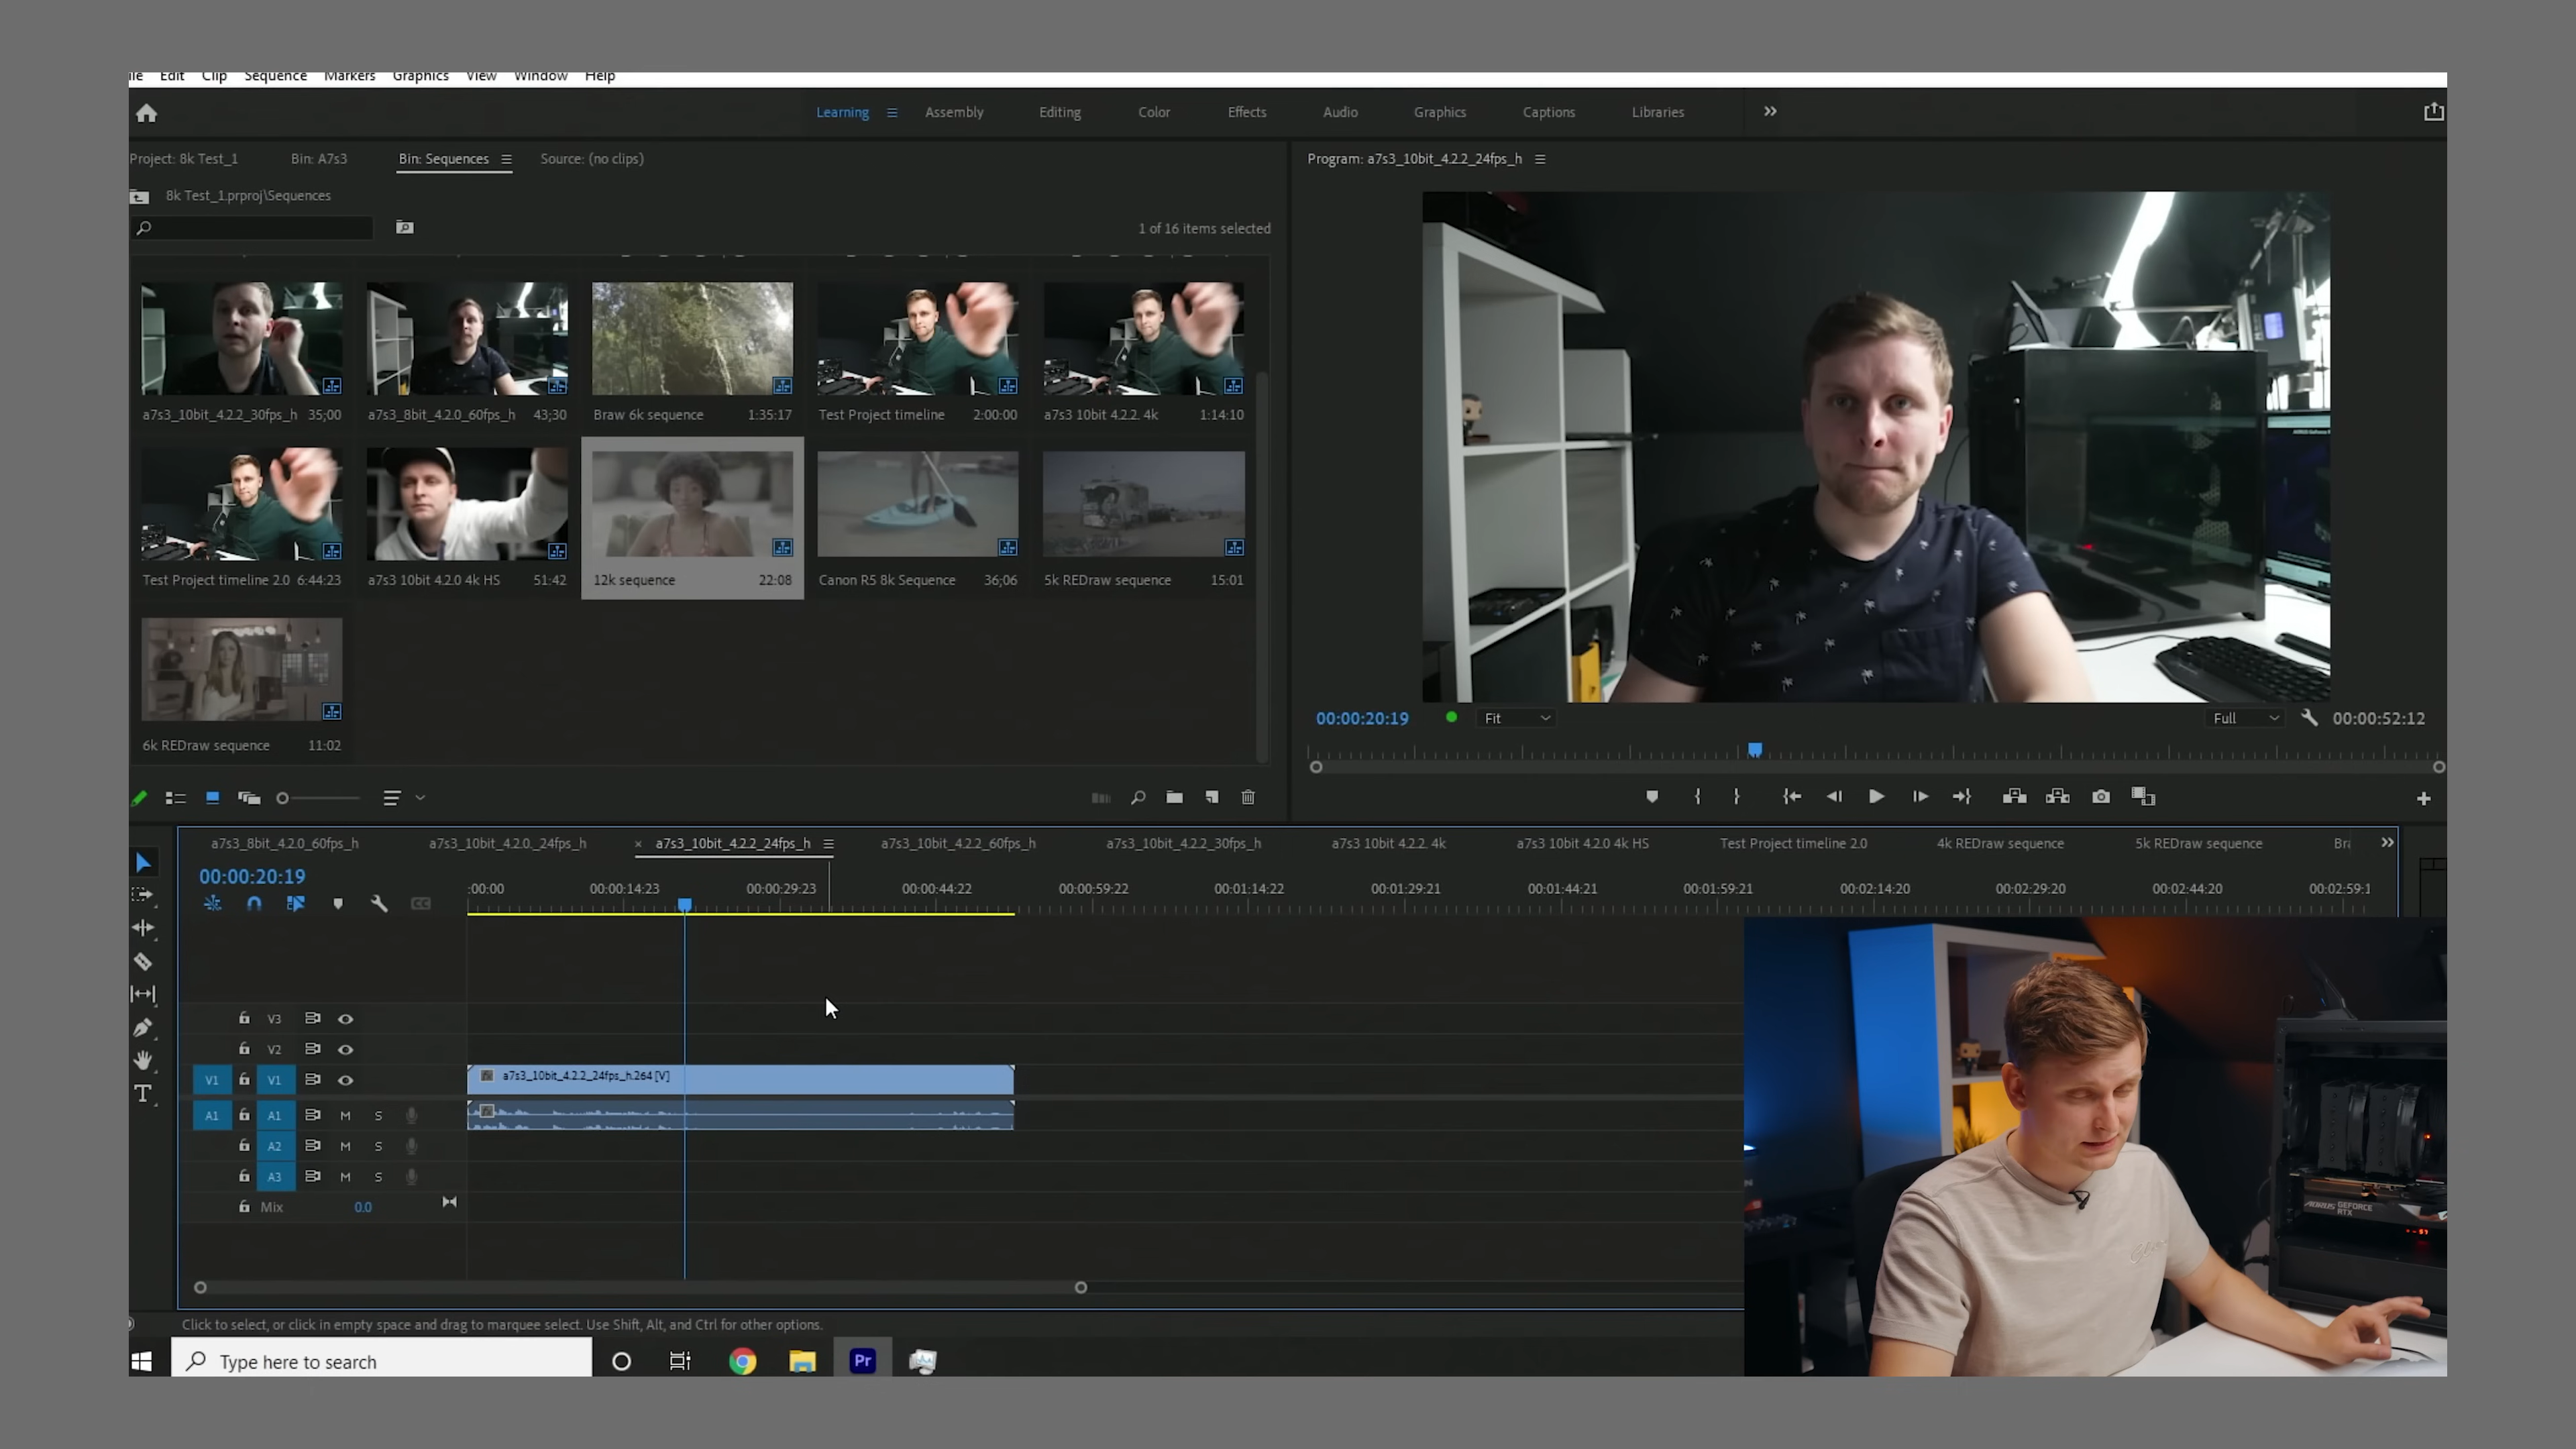 ile Edit Clip Sequence Markers Graphics View Window Help
Learning Assembly Editing Color Effects Audio Graphics Captions Libraries
Project: 8k Test_1 Bin: A7s3 Bin: Sequences Source: (no clips)
Program: a7s3_10bit_4.2.2_24fps_h
8k Test_1.prproj\Sequences
1 of 16 items selected
a7s3_10bit_4.2.2_30fps_h 35;00
a7s3_8bit_4.2.0_60fps_h 43;30
Braw 6k sequence 1:35:17
Test Project timeline 2:00:00
a7s3 10bit 4.2.2. 4k 1:14:10
Test Project timeline 2.0 6:44:23
a7s3 10bit 4.2.0 4k HS 51:42
12k sequence 22:08
Canon R5 8k Sequence 36;06
5k REDraw sequence 15:01
6k REDraw sequence 11:02
00:00:20:19 Fit Full 00:00:52:12
a7s3_8bit_4.2.0_60fps_h a7s3_10bit_4.2.0._24fps_h × a7s3_10bit_4.2.2_24fps_h a7s3_10bit_4.2.2_60fps_h a7s3_10bit_4.2.2_30fps_h a7s3 10bit 4.2.2. 4k a7s3 10bit 4.2.0 4k HS Test Project timeline 2.0 4k REDraw sequence 5k REDraw sequence Bra
00:00:20:19
:00:00 00:00:14:23 00:00:29:23 00:00:44:22 00:00:59:22 00:01:14:22 00:01:29:21 00:01:44:21 00:01:59:21 00:02:14:20 00:02:29:20 00:02:44:20 00:02:59:1
CC
V3
V2
V1 V1
a7s3_10bit_4.2.2_24fps_h.264 [V]
A1 A1 M S
A2 M S
A3 M S
Mix 0.0
AORUS GEFORCE RTX
Click to select, or click in empty space and drag to marquee select. Use Shift, Alt, and Ctrl for other options.
Type here to search
Pr